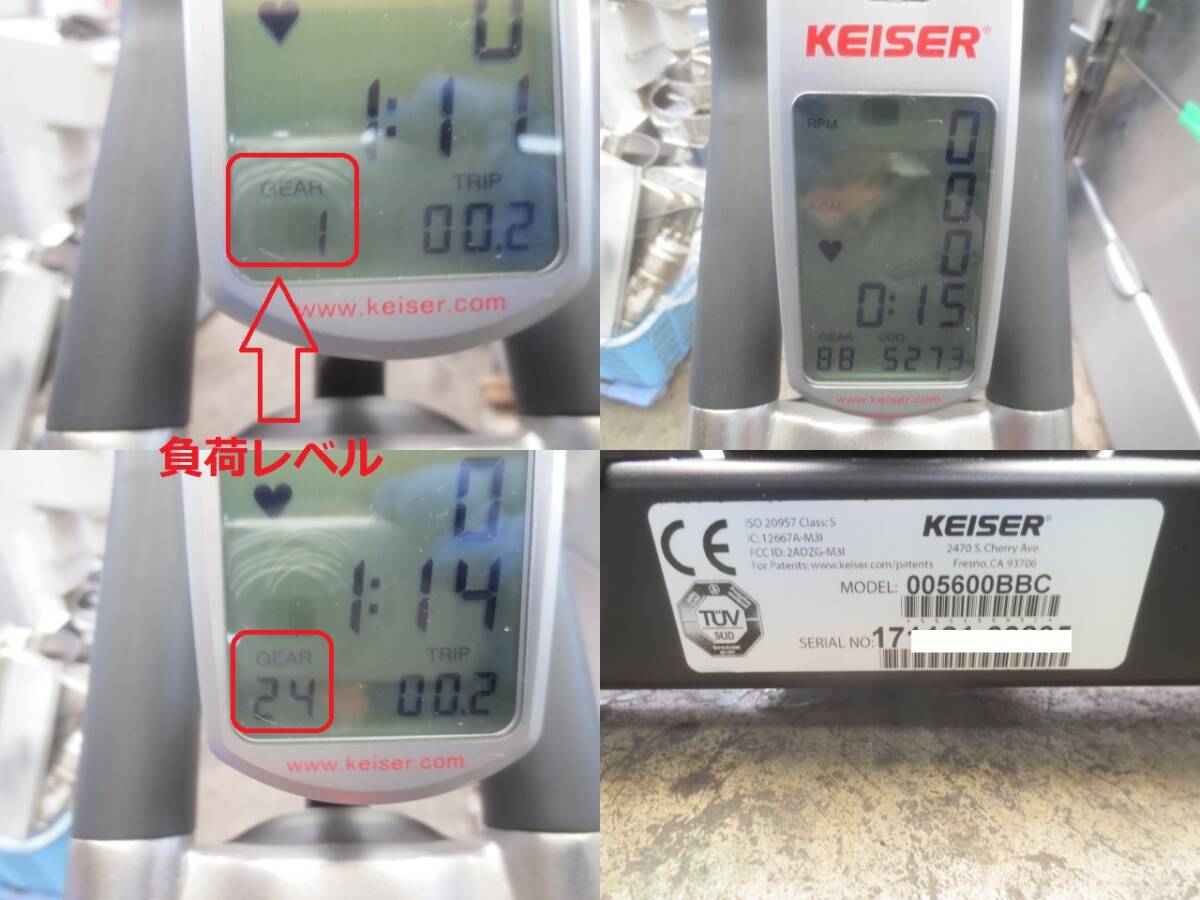 0
1:11
GEAR
TRIP
1
00.2
www.keiser.com
負荷レベル
KEISER®
RPM
0
KCAL
0
0
0:15
GEAR
ODO
88
5273
www.keiser.com
0
1:14
GEAR
TRIP
24
00.2
www.keiser.com
CE
ISO 20957 Class: S
IC: 12667A-M3I
FCC ID: 2ADZG-M3I
For Patents: www.keiser.com/patents
KEISER®
2470 S. Cherry Ave.
Fresno, CA 93706
MODEL: 005600BBC
TÜV
SÜD
SERIAL NO: 171